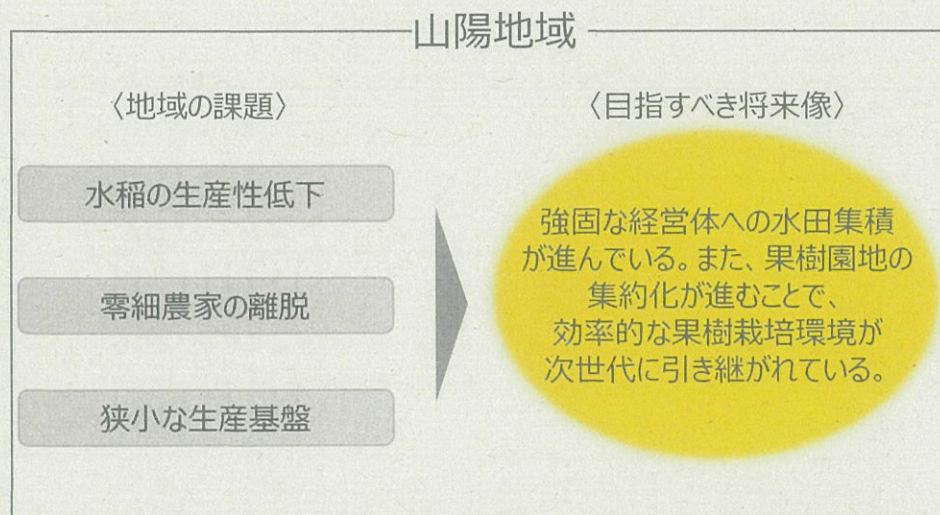 山陽地域
〈地域の課題〉
水稲の生産性低下
零細農家の離脱
狭小な生産基盤
〈目指すべき将来像〉
強固な経営体への水田集積
が進んでいる。また、果樹園地の
集約化が進むことで、
効率的な果樹栽培環境が
次世代に引き継がれている。